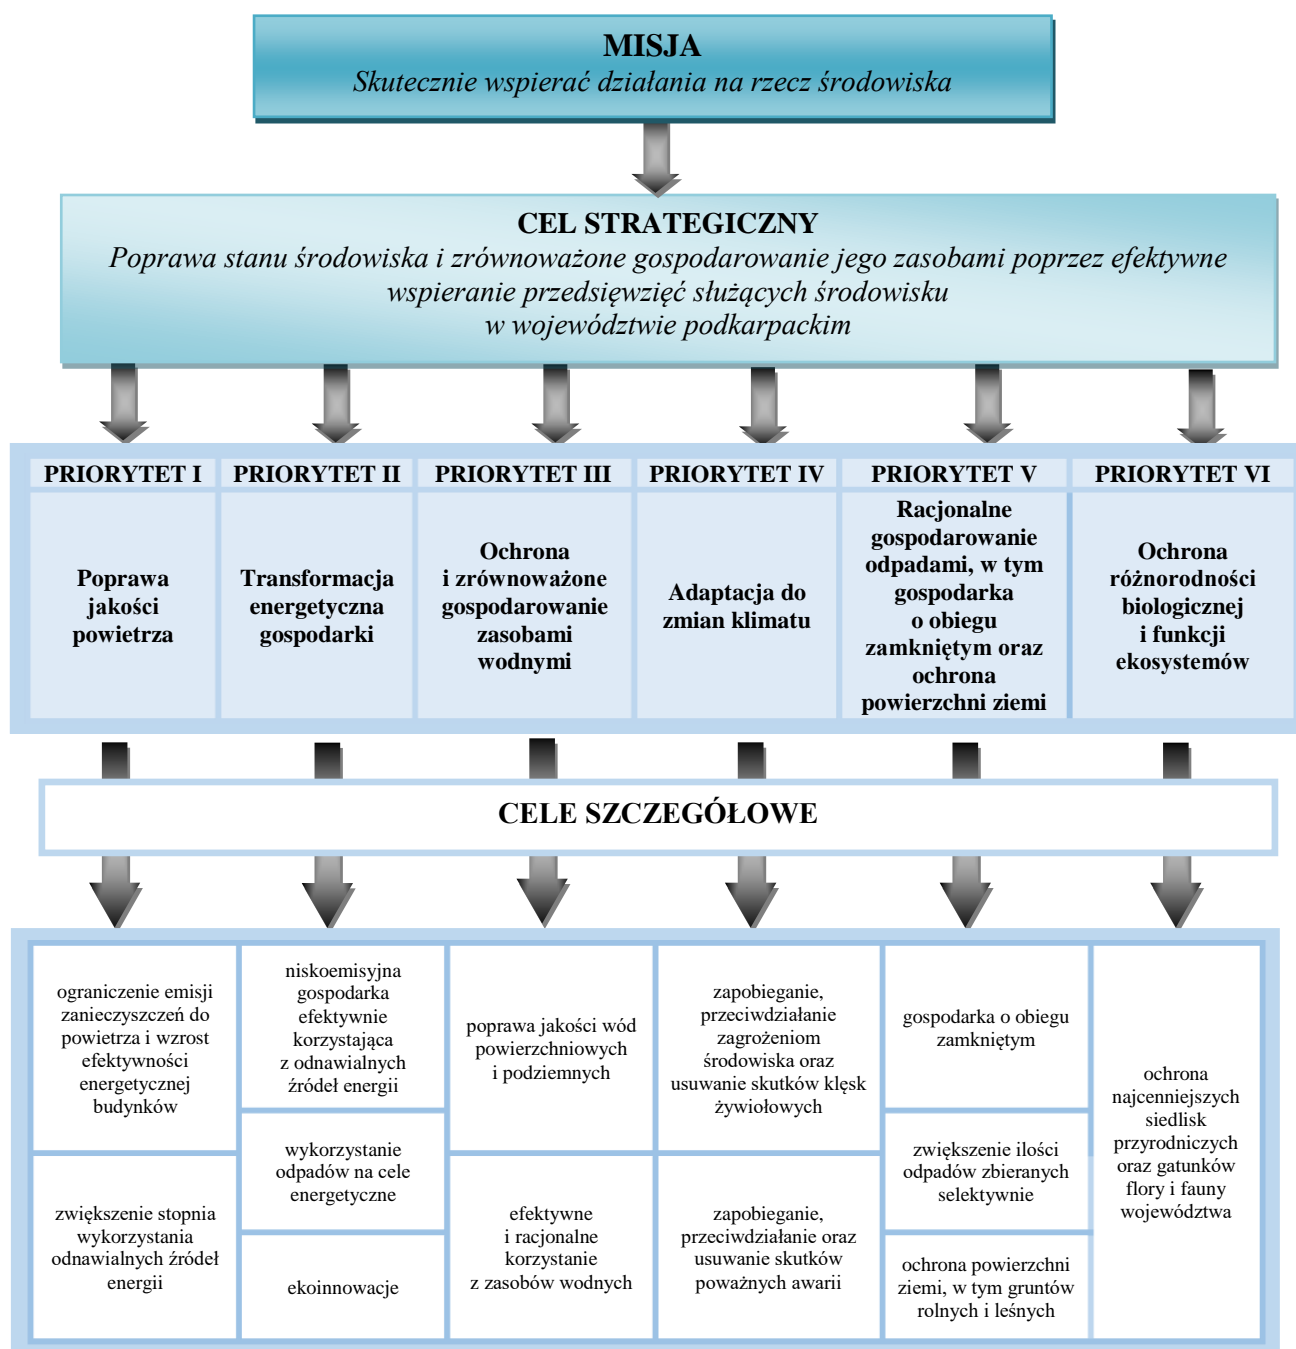 MISJA
Skutecznie wspierać działania na rzecz środowiska
CEL STRATEGICZNY
Poprawa stanu środowiska i zrównoważone gospodarowanie jego zasobami poprzez efektywne
wspieranie przedsięwzięć służących środowisku
w województwie podkarpackim
PRIORYTET I
Poprawa
jakości
powietrza
PRIORYTET II
Transformacja
energetyczna
gospodarki
PRIORYTET III
Ochrona
i zrównoważone
gospodarowanie
zasobami
wodnymi
PRIORYTET IV
Adaptacja do
zmian klimatu
PRIORYTET V
Racjonalne
gospodarowanie
odpadami, w tym
gospodarka
o obiegu
zamkniętym oraz
ochrona
powierzchni ziemi
PRIORYTET VI
Ochrona
różnorodności
biologicznej
i funkcji
ekosystemów
CELE SZCZEGÓŁOWE
ograniczenie emisji
zanieczyszczeń do
powietrza i wzrost
efektywności
energetycznej
budynków
zwiększenie stopnia
wykorzystania
odnawialnych źródeł
energii
niskoemisyjna
gospodarka
efektywnie
korzystająca
z odnawialnych
źródeł energii
wykorzystanie
odpadów na cele
energetyczne
ekoinnowacje
poprawa jakości wód
powierzchniowych
i podziemnych
efektywne
i racjonalne
korzystanie
z zasobów wodnych
zapobieganie,
przeciwdziałanie
zagrożeniom
środowiska oraz
usuwanie skutków klęsk
żywiołowych
zapobieganie,
przeciwdziałanie oraz
usuwanie skutków
poważnych awarii
gospodarka o obiegu
zamkniętym
zwiększenie ilości
odpadów zbieranych
selektywnie
ochrona powierzchni
ziemi, w tym gruntów
rolnych i leśnych
ochrona
najcenniejszych
siedlisk
przyrodniczych
oraz gatunków
flory i fauny
województwa